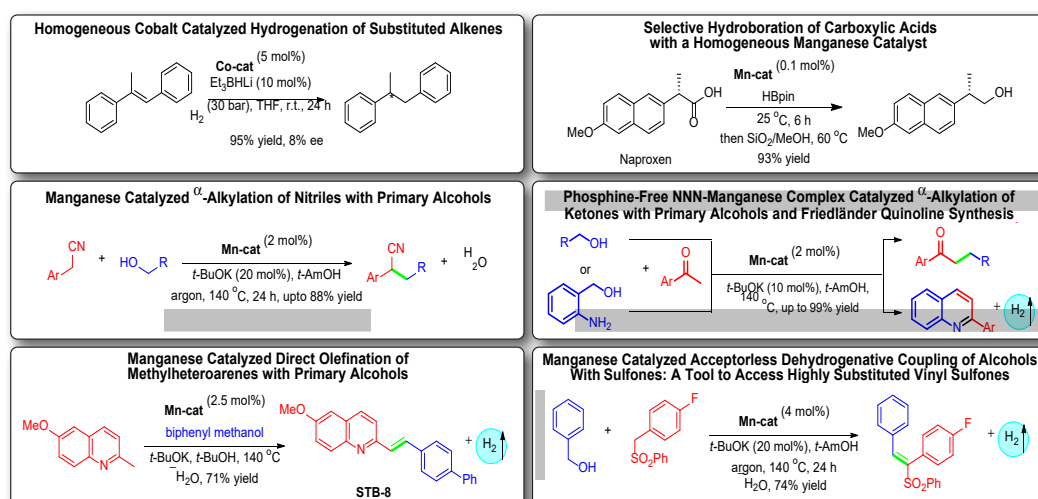 Homogeneous Cobalt Catalyzed Hydrogenation of Substituted Alkenes
Co-cat (5 mol%)
Et3BHLi (10 mol%)
H2 (30 bar), THF, r.t., 24 h
*
95% yield, 8% ee
Selective Hydroboration of Carboxylic Acids
with a Homogeneous Manganese Catalyst
MeO
OH
O
Naproxen
Mn-cat (0.1 mol%)
HBpin
25 °C, 6 h
then SiO2/MeOH, 60 °C
93% yield
MeO
OH
Manganese Catalyzed α-Alkylation of Nitriles with Primary Alcohols
CN
Ar
+
HO R
Mn-cat (2 mol%)
t-BuOK (20 mol%), t-AmOH
argon, 140 °C, 24 h, upto 88% yield
CN
Ar R
+
H2O
Phosphine-Free NNN-Manganese Complex Catalyzed α-Alkylation of
Ketones with Primary Alcohols and Friedländer Quinoline Synthesis
R OH
or
OH
NH2
+
O
Ar
Mn-cat (2 mol%)
t-BuOK (10 mol%), t-AmOH,
140 °C, up to 99% yield
O
Ar R
N Ar
+ H2
Manganese Catalyzed Direct Olefination of
Methylheteroarenes with Primary Alcohols
MeO
N
Mn-cat (2.5 mol%)
biphenyl methanol
t-BuOK, t-BuOH, 140 °C
–H2O, 71% yield
MeO
N
Ph
STB-8
+ H2
Manganese Catalyzed Acceptorless Dehydrogenative Coupling of Alcohols
With Sulfones: A Tool to Access Highly Substituted Vinyl Sulfones
OH
+
F
SO2Ph
Mn-cat (4 mol%)
t-BuOK (20 mol%), t-AmOH
argon, 140 °C, 24 h
–H2O, 74% yield
F
SO2Ph
+ H2